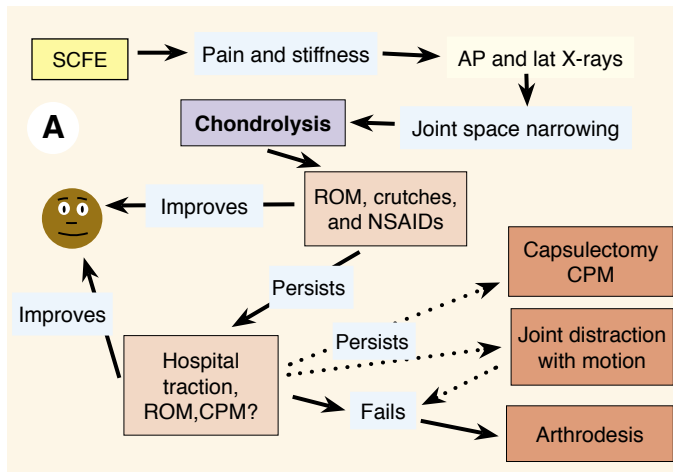 SCFE
Pain and stiffness
AP and lat X-rays
A
Chondrolysis
Joint space narrowing
Improves
ROM, crutches,
and NSAIDs
Capsulectomy
CPM
Persists
Improves
Persists
Joint distraction
with motion
Hospital
traction,
ROM,CPM?
Fails
Arthrodesis